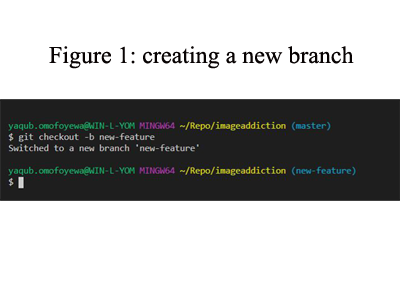 Figure 1: creating a new branch
yaqub.omofoyewa@WIN-L-YOM MINGW64 ~/Repo/imageaddiction (master)
$ git checkout -b new-feature
Switched to a new branch 'new-feature'
yaqub.omofoyewa@WIN-L-YOM MINGW64 ~/Repo/imageaddiction (new-feature)
$